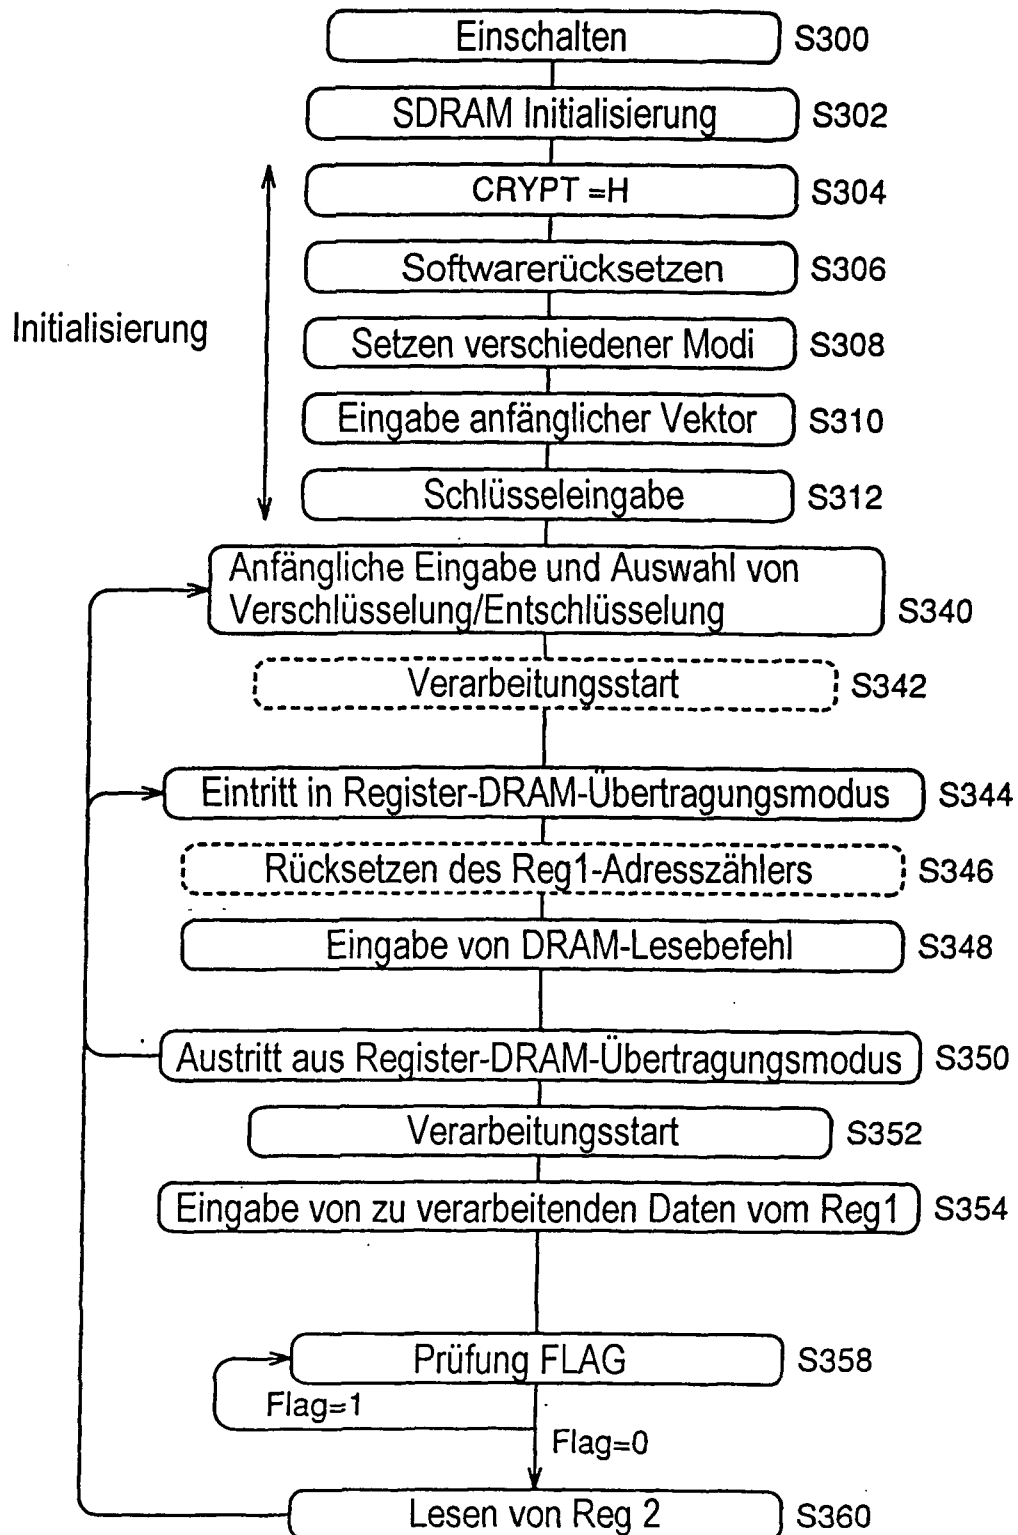 Einschalten S300
SDRAM Initialisierung S302
CRYPT =H S304
Softwarerücksetzen S306
Initialisierung
Setzen verschiedener Modi S308
Eingabe anfänglicher Vektor S310
Schlüsseleingabe S312
Anfängliche Eingabe und Auswahl von
Verschlüsselung/Entschlüsselung S340
Verarbeitungsstart S342
Eintritt in Register-DRAM-Übertragungsmodus S344
Rücksetzen des Reg1-Adresszählers S346
Eingabe von DRAM-Lesebefehl S348
Austritt aus Register-DRAM-Übertragungsmodus S350
Verarbeitungsstart S352
Eingabe von zu verarbeitenden Daten vom Reg1 S354
Prüfung FLAG S358
Flag=1
Flag=0
Lesen von Reg 2 S360